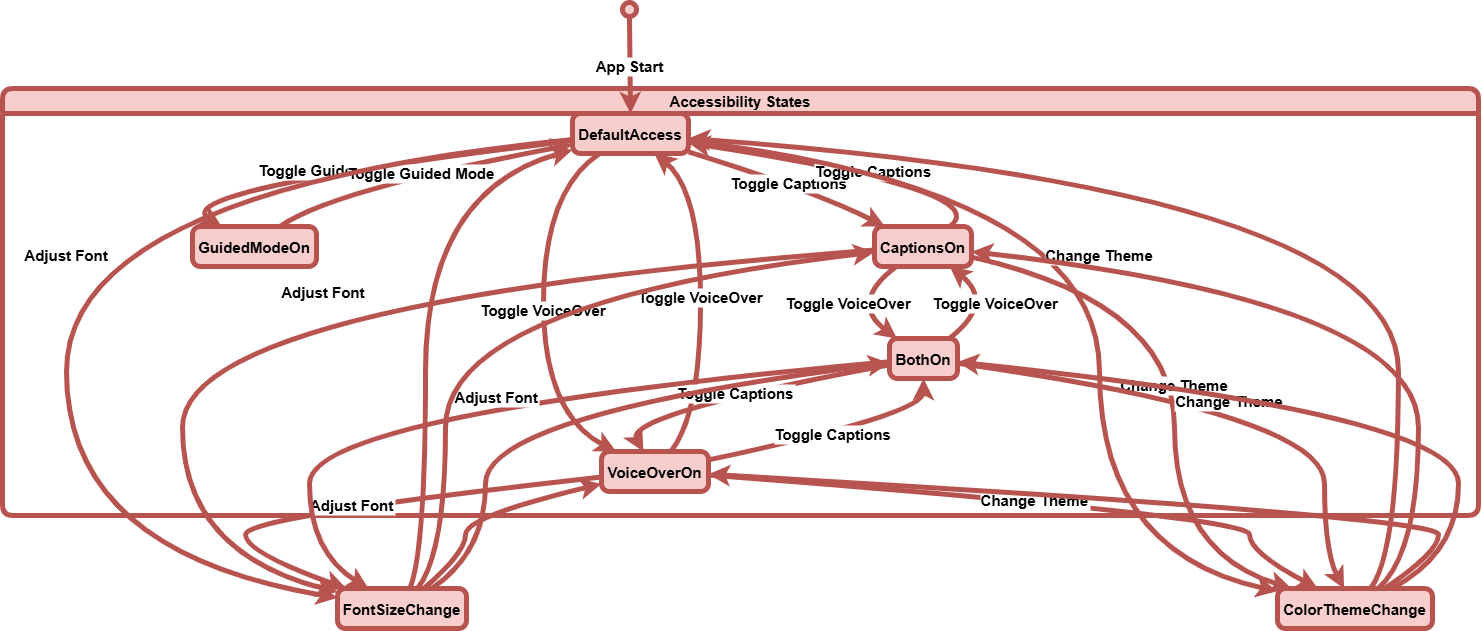 App Start
Accessibility States
DefaultAccess
Toggle Guid
Toggle Guided Mode
Toggle Captions
Toggle Captions
GuidedModeOn
CaptionsOn
Adjust Font
Change Theme
Adjust Font
Toggle VoiceOver
Toggle VoiceOver
Toggle VoiceOver
Toggle VoiceOver
BothOn
Change Theme
Adjust Font
Toggle Captions
Change Theme
Toggle Captions
VoiceOverOn
Adjust Font
Change Theme
FontSizeChange
ColorThemeChange